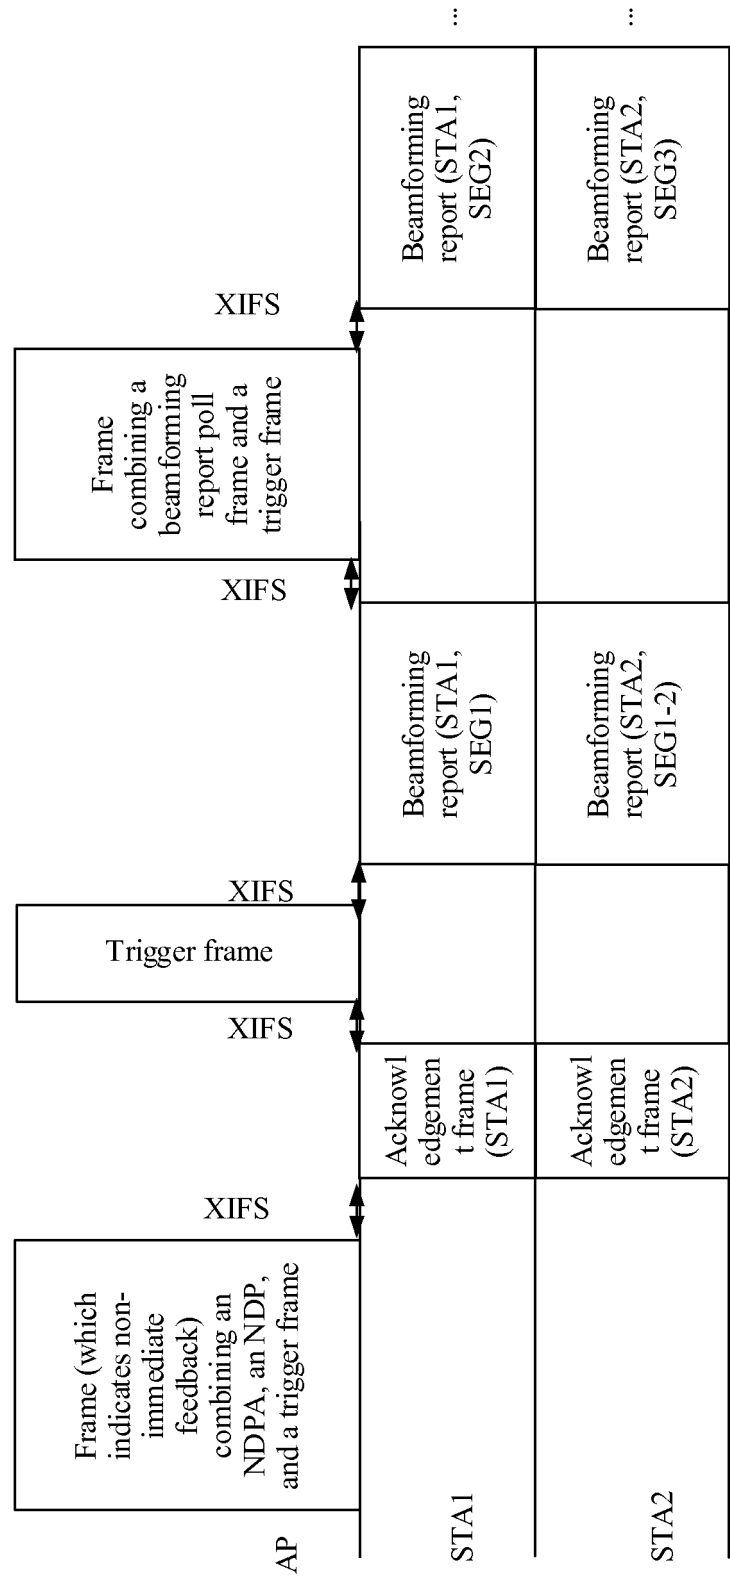 AP
Frame (which
indicates non-
immediate
feedback)
combining an
NDPA, an NDP,
and a trigger frame
XIFS
XIFS
Trigger frame
XIFS
XIFS
Frame
combining a
beamforming
report poll
frame and a
trigger frame
XIFS
STA1
Acknowl
edgemen
t frame
(STA1)
Beamforming
report (STA1,
SEG1)
Beamforming
report (STA1,
SEG2)
...
STA2
Acknowl
edgemen
t frame
(STA2)
Beamforming
report (STA2,
SEG1-2)
Beamforming
report (STA2,
SEG3)
...